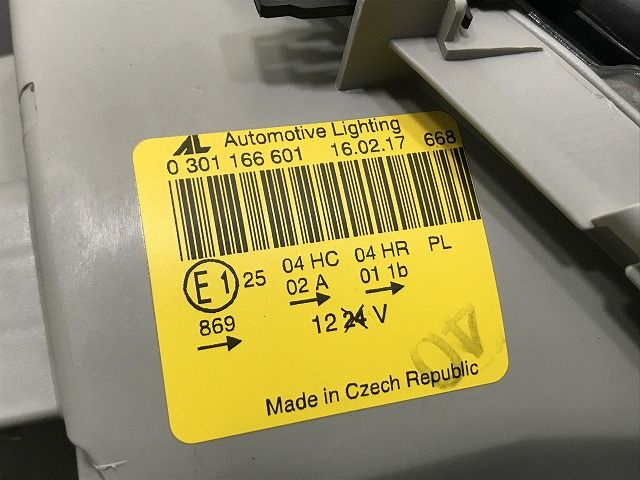 AL Automotive Lighting
0 301 166 601 16.02.17 668
E1 25 04 HC 04 HR PL
02 A 01 1b
869
12 24 V
40
Made in Czech Republic